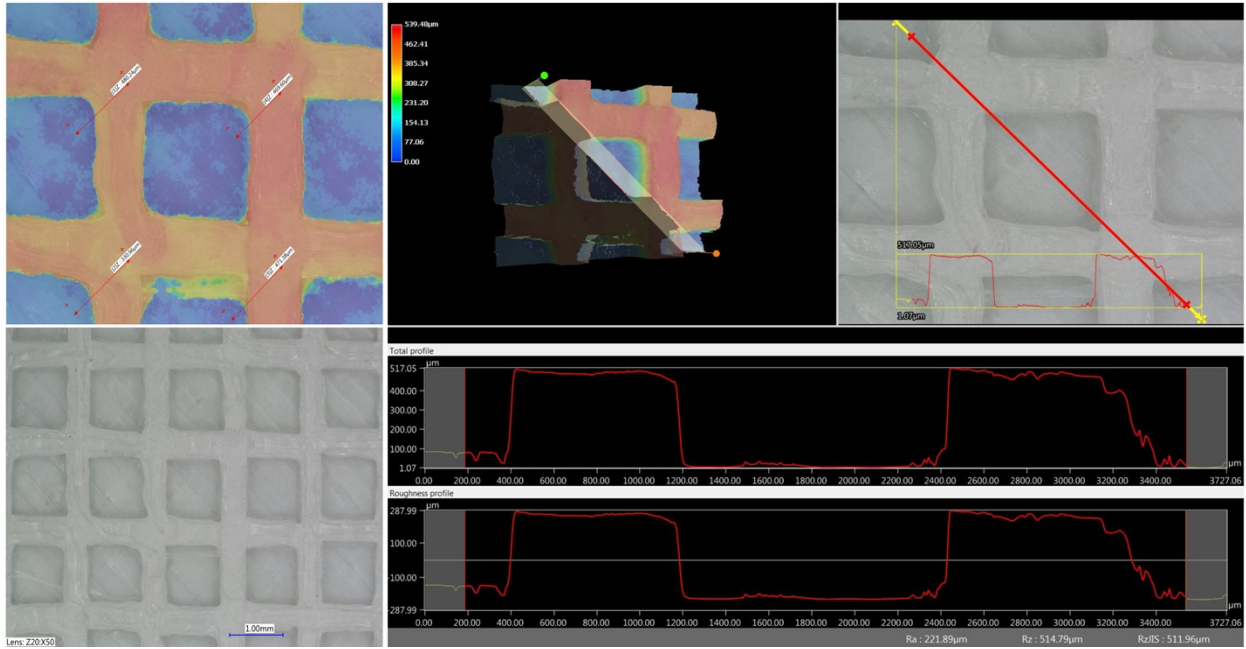 539.48µm
462.41
385.34
308.27
231.20
154.13
77.06
0.00
517.05µm
1.07µm
1.00mm
Lens: Z20:X50
Total profile
µm
517.05
400.00
300.00
200.00
100.00
1.07
µm
0.00 200.00 400.00 600.00 800.00 1000.00 1200.00 1400.00 1600.00 1800.00 2000.00 2200.00 2400.00 2600.00 2800.00 3000.00 3200.00 3400.00 3727.06
Roughness profile
µm
287.99
100.00
-100.00
-287.99
µm
0.00 200.00 400.00 600.00 800.00 1000.00 1200.00 1400.00 1600.00 1800.00 2000.00 2200.00 2400.00 2600.00 2800.00 3000.00 3200.00 3400.00 3727.06
Ra : 221.89µm Rz : 514.79µm RzJIS : 511.96µm